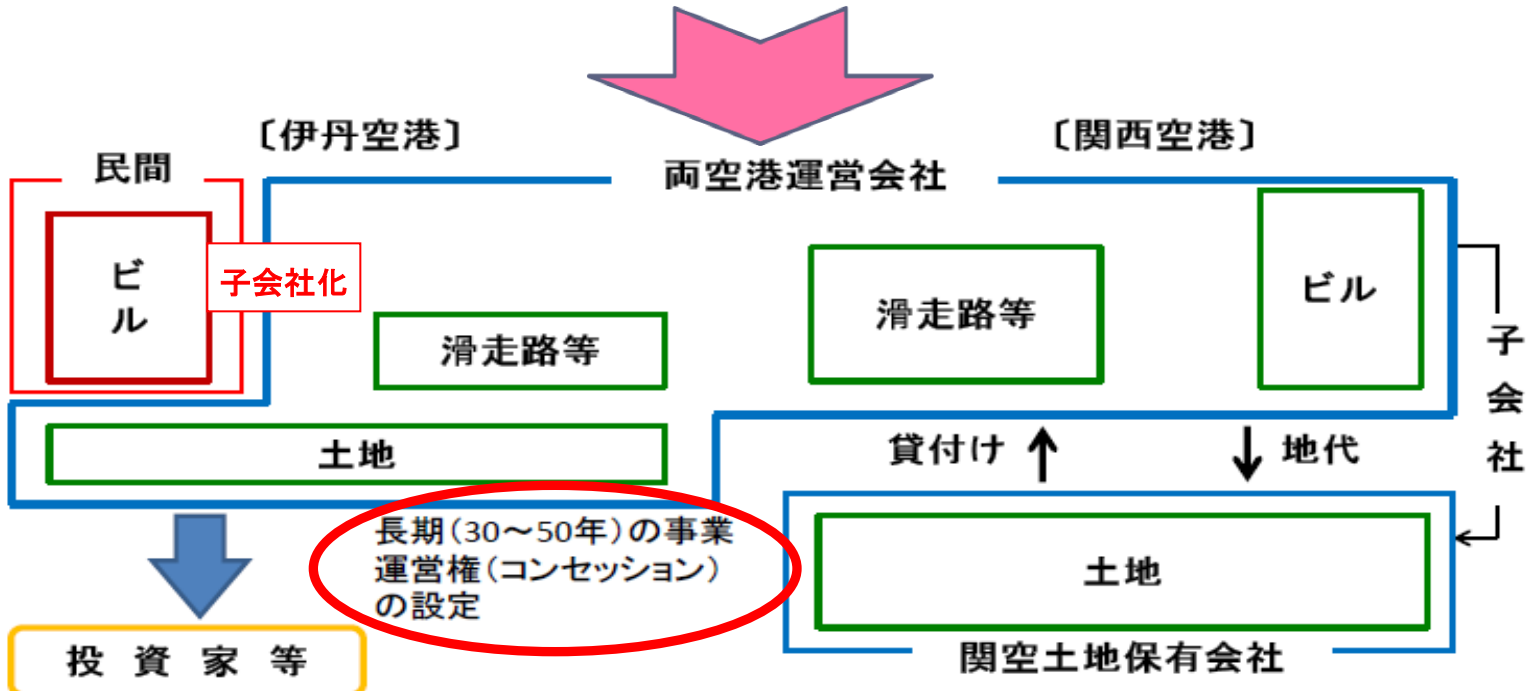 〔伊丹空港〕
〔関西空港〕
民間
両空港運営会社
ビ
ル
子会社化
滑走路等
滑走路等
ビル
子
会
社
土地
貸付け
地代
長期(30～50年)の事業
運営権(コンセッション)
の設定
土地
投資家等
関空土地保有会社